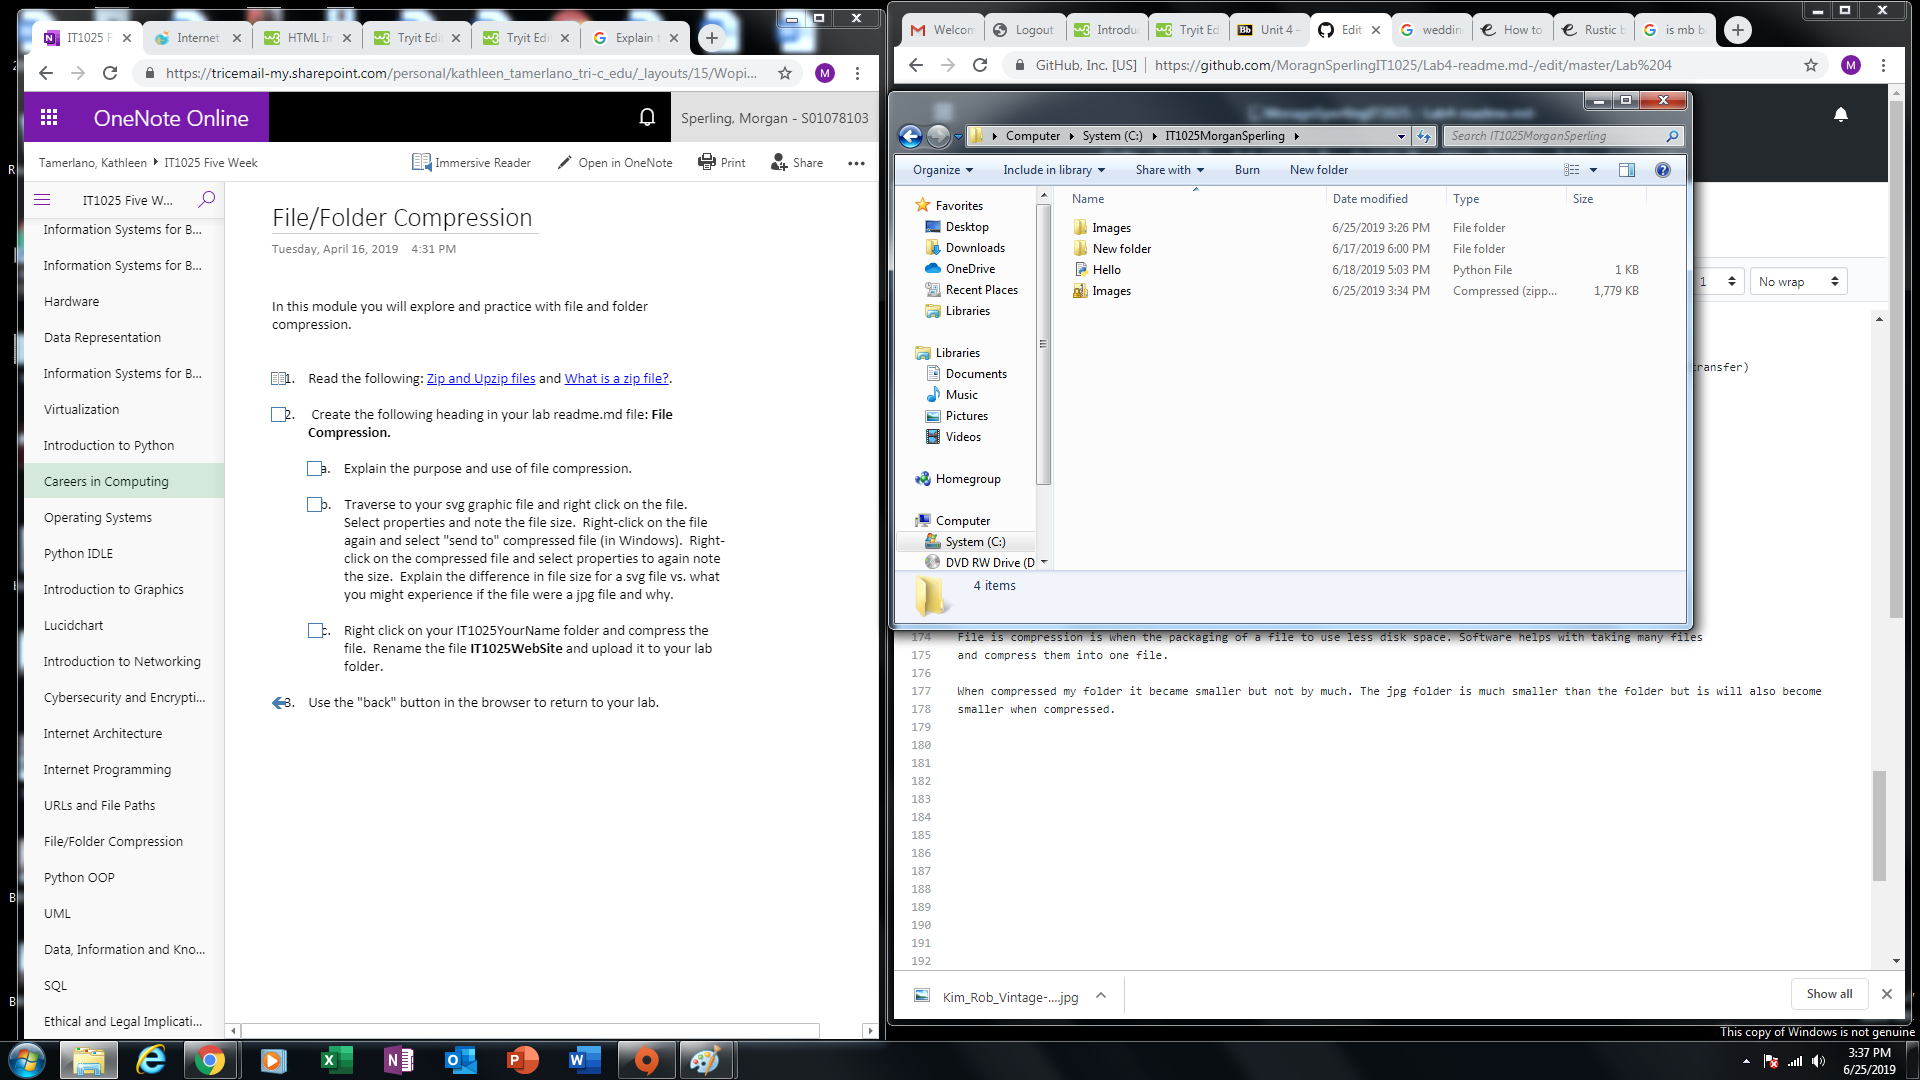 IT1025 F
Internet
HTML In
Tryit Edi
Tryit Edi
Explain t
https://tricemail-my.sharepoint.com/personal/kathleen_tamerlano_tri-c_edu/_layouts/15/Wopi...
M
OneNote Online
Sperling, Morgan - S01078103
Tamerlano, Kathleen
IT1025 Five Week
Immersive Reader
Open in OneNote
Print
Share
IT1025 Five W...
Information Systems for B...
Information Systems for B...
Hardware
Data Representation
Information Systems for B...
Virtualization
Introduction to Python
Careers in Computing
Operating Systems
Python IDLE
Introduction to Graphics
Lucidchart
Introduction to Networking
Cybersecurity and Encrypti...
Internet Architecture
Internet Programming
URLs and File Paths
File/Folder Compression
Python OOP
UML
Data, Information and Kno...
SQL
Ethical and Legal Implicati...
File/Folder Compression
Tuesday, April 16, 2019 4:31 PM
In this module you will explore and practice with file and folder
compression.
1. Read the following: Zip and Upzip files and What is a zip file?.
2. Create the following heading in your lab readme.md file: File
Compression.
a. Explain the purpose and use of file compression.
b. Traverse to your svg graphic file and right click on the file.
Select properties and note the file size. Right-click on the file
again and select "send to" compressed file (in Windows). Right-
click on the compressed file and select properties to again note
the size. Explain the difference in file size for a svg file vs. what
you might experience if the file were a jpg file and why.
c. Right click on your IT1025YourName folder and compress the
file. Rename the file IT1025WebSite and upload it to your lab
folder.
3. Use the "back" button in the browser to return to your lab.
Welcom
Logout
Introdu
Tryit Ed
Bb
Unit 4 –
Edit
weddin
How to
Rustic b
is mb b
GitHub, Inc. [US]
https://github.com/MoragnSperlingIT1025/Lab4-readme.md-/edit/master/Lab%204
M
Computer
System (C:)
IT1025MorganSperling
Search IT1025MorganSperling
Organize
Include in library
Share with
Burn
New folder
Favorites
Desktop
Downloads
OneDrive
Recent Places
Libraries
Libraries
Documents
Music
Pictures
Videos
Homegroup
Computer
System (C:)
DVD RW Drive (D
Name Date modified Type Size
Images 6/25/2019 3:26 PM File folder
New folder 6/17/2019 6:00 PM File folder
Hello 6/18/2019 5:03 PM Python File 1 KB
Images 6/25/2019 3:34 PM Compressed (zipp... 1,779 KB
4 items
1
No wrap
transfer)
174 File is compression is when the packaging of a file to use less disk space. Software helps with taking many files
175 and compress them into one file.
176
177 When compressed my folder it became smaller but not by much. The jpg folder is much smaller than the folder but is will also become
178 smaller when compressed.
179
180
181
182
183
184
185
186
187
188
189
190
191
192
Kim_Rob_Vintage-....jpg
Show all
This copy of Windows is not genuine
3:37 PM
6/25/2019